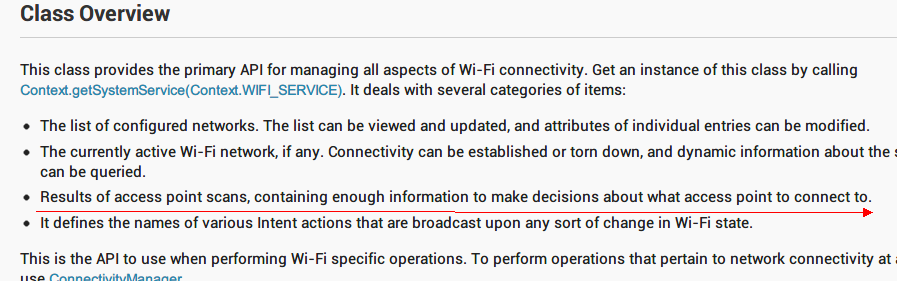 Class Overview
This class provides the primary API for managing all aspects of Wi-Fi connectivity. Get an instance of this class by calling
Context.getSystemService(Context.WIFI_SERVICE). It deals with several categories of items:
• The list of configured networks. The list can be viewed and updated, and attributes of individual entries can be modified.
• The currently active Wi-Fi network, if any. Connectivity can be established or torn down, and dynamic information about the
can be queried.
• Results of access point scans, containing enough information to make decisions about what access point to connect to.
• It defines the names of various Intent actions that are broadcast upon any sort of change in Wi-Fi state.
This is the API to use when performing Wi-Fi specific operations. To perform operations that pertain to network connectivity at
use ConnectivityManager